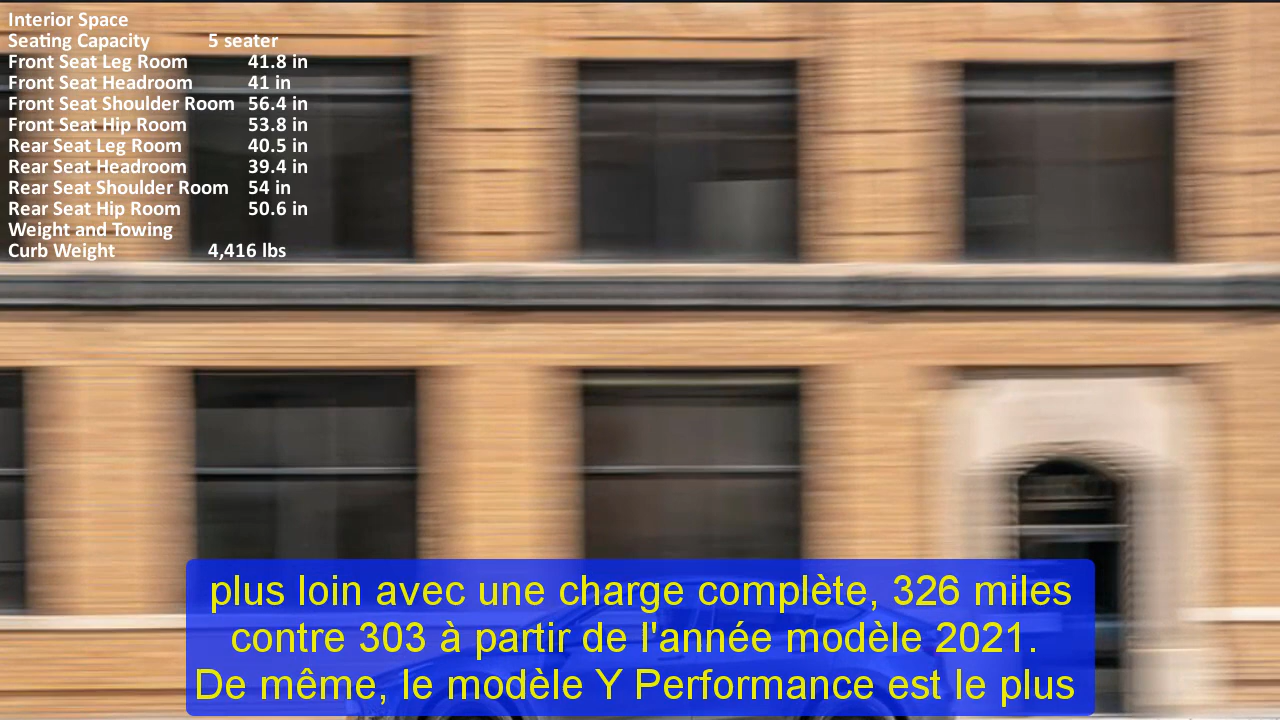 Interior Space
Seating Capacity 5 seater
Front Seat Leg Room 41.8 in
Front Seat Headroom 41 in
Front Seat Shoulder Room 56.4 in
Front Seat Hip Room 53.8 in
Rear Seat Leg Room 40.5 in
Rear Seat Headroom 39.4 in
Rear Seat Shoulder Room 54 in
Rear Seat Hip Room 50.6 in
Weight and Towing
Curb Weight 4,416 lbs
plus loin avec une charge complète, 326 miles
contre 303 à partir de l'année modèle 2021.
De même, le modèle Y Performance est le plus